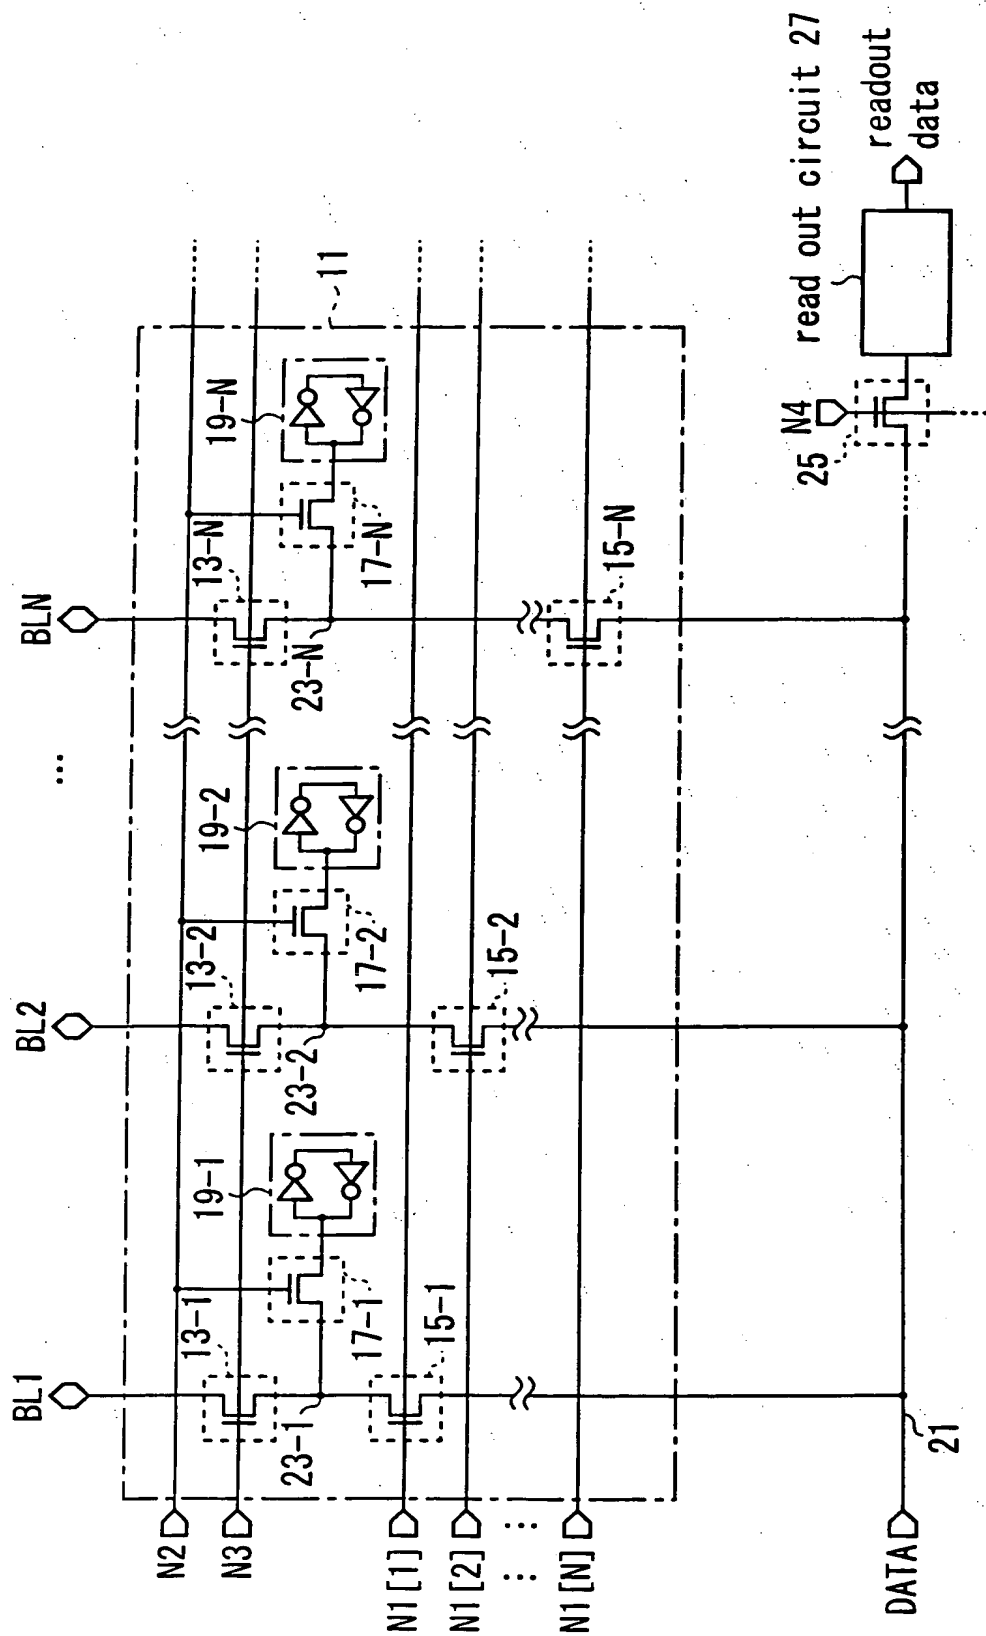 BL1
BL2
...
BLN
N2
N3
N1[1]
N1[2]
N1[N]
DATA
13-1
13-2
13-N
19-1
19-2
19-N
11
17-1
17-2
17-N
23-1
23-2
23-N
15-1
15-2
15-N
21
N4
25
read out circuit 27
readout
data